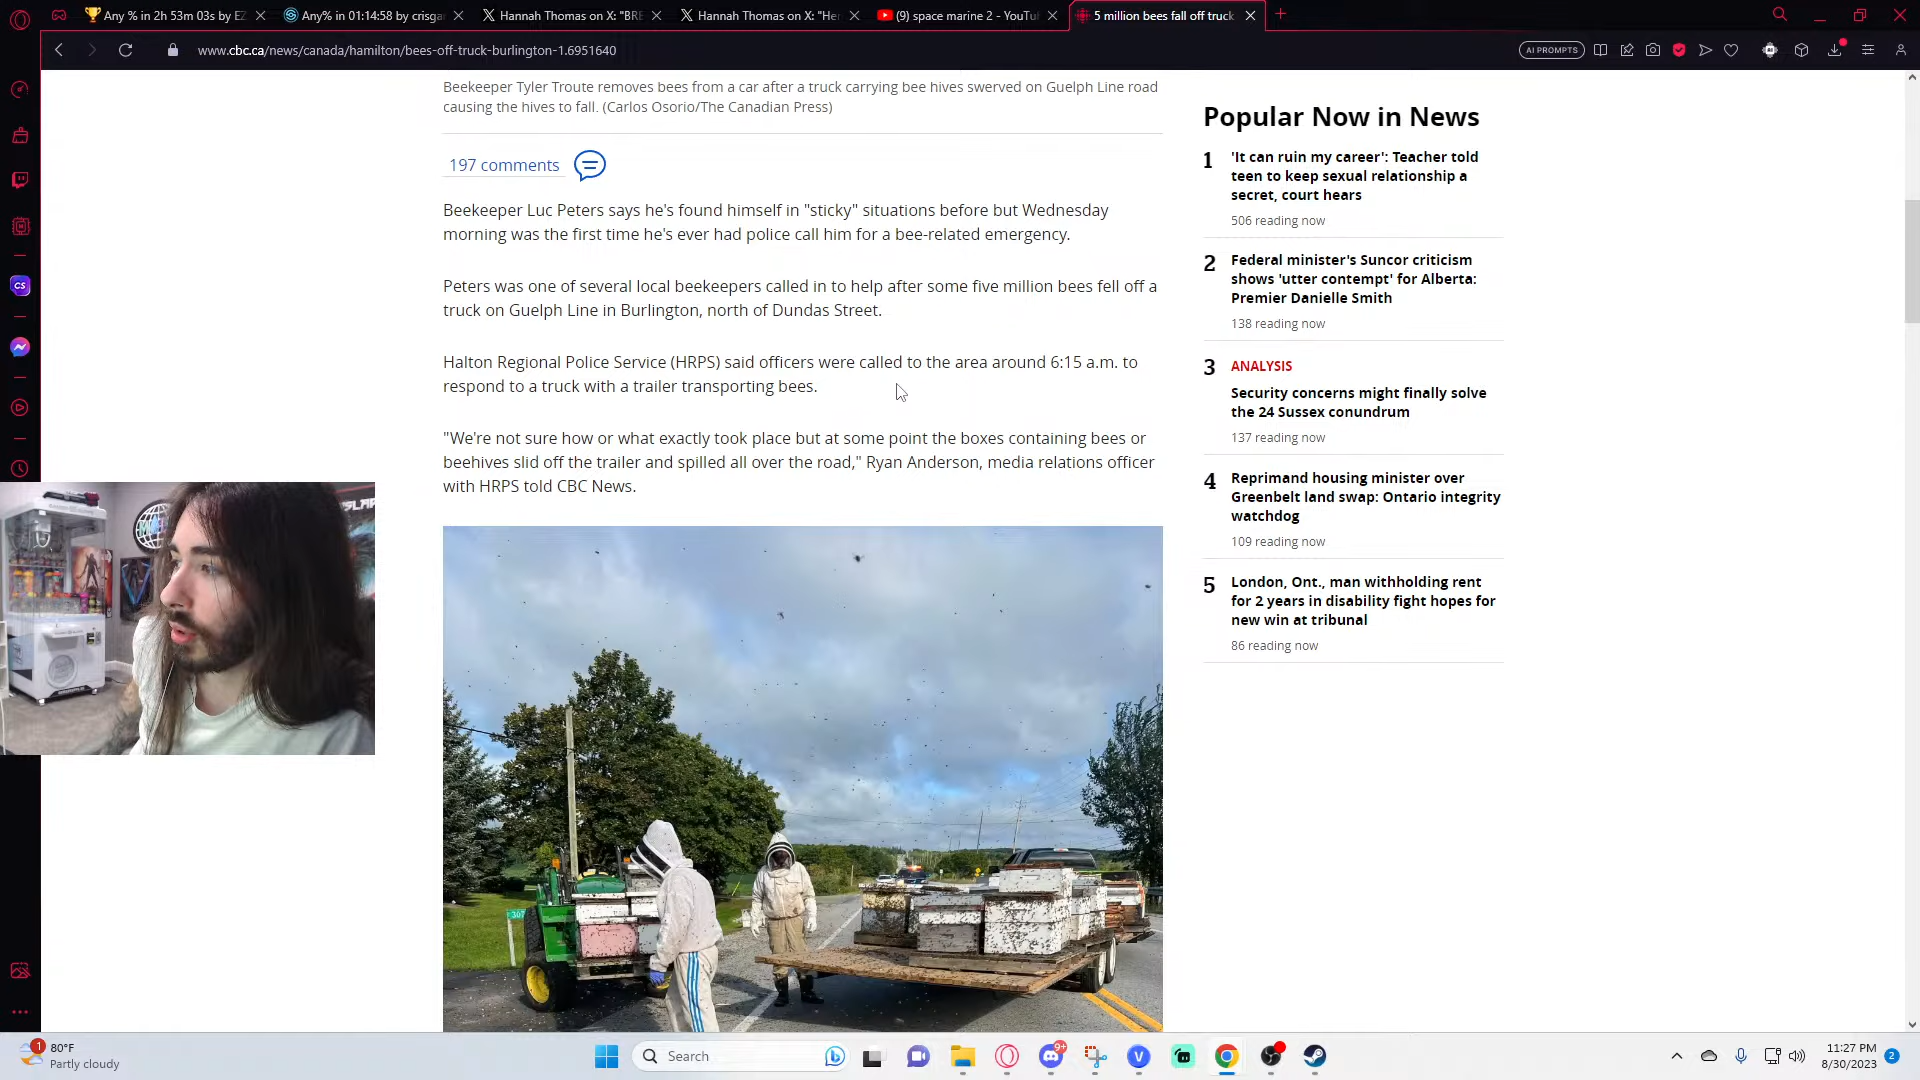 Any % in 2h 53m 03s by EZ
Any% in 01:14:58 by crisgar
Hannah Thomas on X: "BRE
Hannah Thomas on X: "Her
(9) space marine 2 - YouTu
5 million bees fall off truck
www.cbc.ca/news/canada/hamilton/bees-off-truck-burlington-1.6951640
AI PROMPTS
Beekeeper Tyler Troute removes bees from a car after a truck carrying bee hives swerved on Guelph Line road
causing the hives to fall. (Carlos Osorio/The Canadian Press)
197 comments
Beekeeper Luc Peters says he's found himself in "sticky" situations before but Wednesday
morning was the first time he's ever had police call him for a bee-related emergency.
Peters was one of several local beekeepers called in to help after some five million bees fell off a
truck on Guelph Line in Burlington, north of Dundas Street.
Halton Regional Police Service (HRPS) said officers were called to the area around 6:15 a.m. to
respond to a truck with a trailer transporting bees.
"We're not sure how or what exactly took place but at some point the boxes containing bees or
beehives slid off the trailer and spilled all over the road," Ryan Anderson, media relations officer
with HRPS told CBC News.
Popular Now in News
1
'It can ruin my career': Teacher told
teen to keep sexual relationship a
secret, court hears
506 reading now
2
Federal minister's Suncor criticism
shows 'utter contempt' for Alberta:
Premier Danielle Smith
138 reading now
3
ANALYSIS
Security concerns might finally solve
the 24 Sussex conundrum
137 reading now
4
Reprimand housing minister over
Greenbelt land swap: Ontario integrity
watchdog
109 reading now
5
London, Ont., man withholding rent
for 2 years in disability fight hopes for
new win at tribunal
86 reading now
CS
307
1
80°F
Partly cloudy
Search
9+
11:27 PM
8/30/2023
2